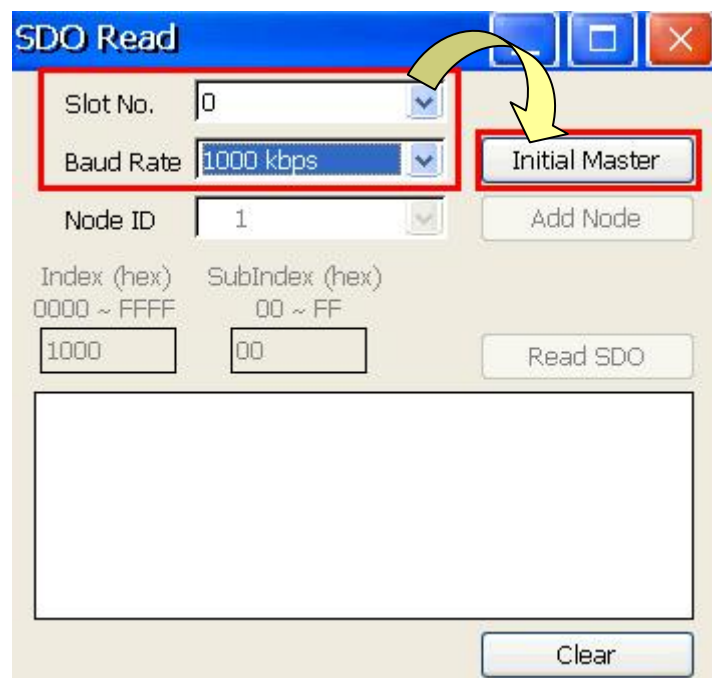 SDO Read
Slot No. 0
Baud Rate 1000 kbps Initial Master
Node ID 1 Add Node
Index (hex) SubIndex (hex)
0000 ~ FFFF 00 ~ FF
1000 00 Read SDO
Clear